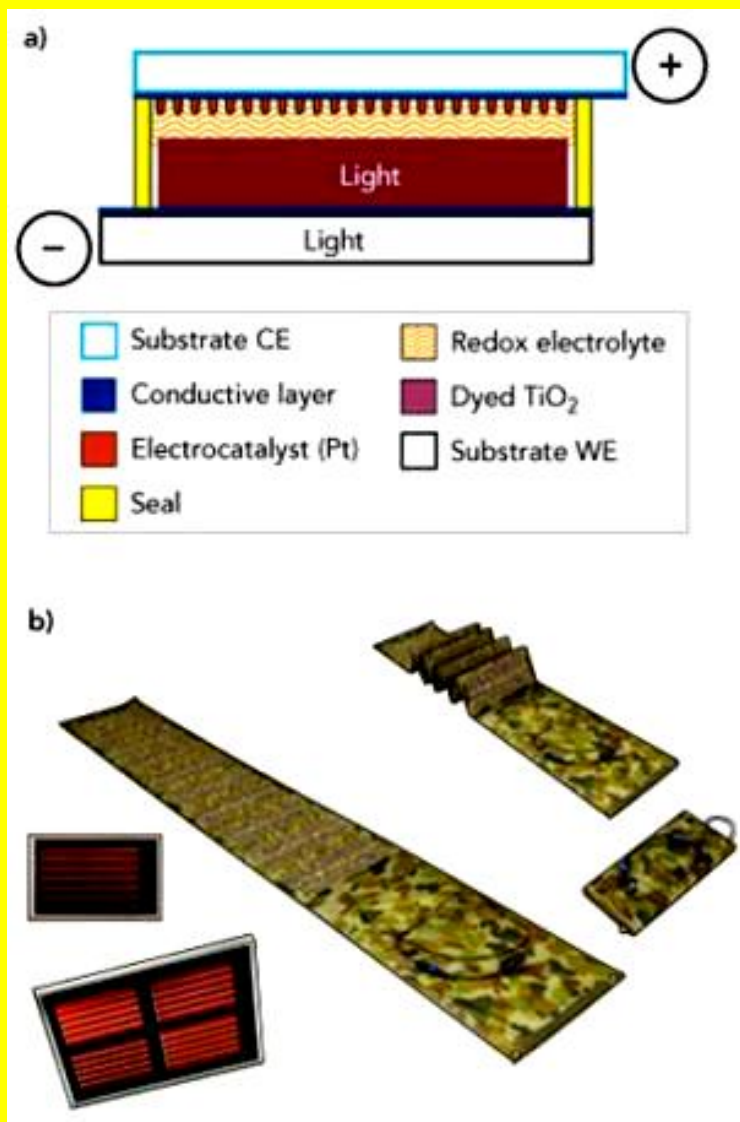 a)
+
Light
−
Light
Substrate CE
Redox electrolyte
Conductive layer
Dyed TiO₂
Electrocatalyst (Pt)
Substrate WE
Seal
b)